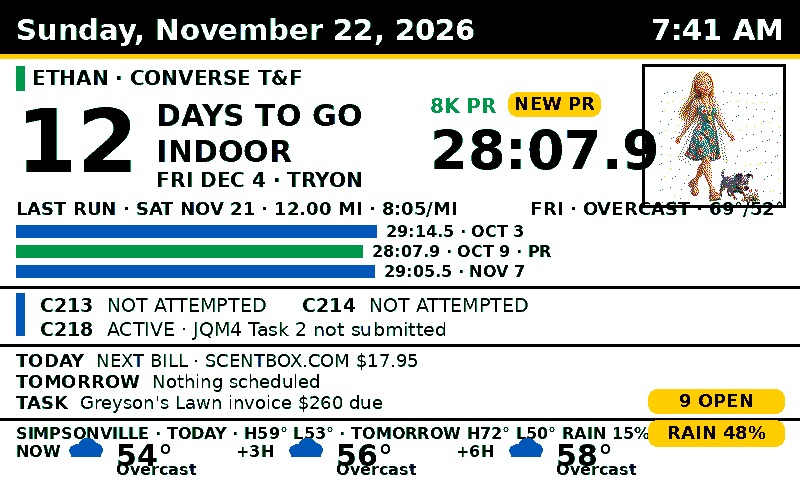 Sunday, November 22, 2026 7:41 AM
ETHAN · CONVERSE T&F
12 DAYS TO GO
INDOOR
FRI DEC 4 · TRYON
8K PR NEW PR
28:07.9
LAST RUN · SAT NOV 21 · 12.00 MI · 8:05/MI FRI · OVERCAST · 69°/52°
29:14.5 · OCT 3
28:07.9 · OCT 9 · PR
29:05.5 · NOV 7
C213 NOT ATTEMPTED C214 NOT ATTEMPTED
C218 ACTIVE · JQM4 Task 2 not submitted
TODAY NEXT BILL · SCENTBOX.COM $17.95
TOMORROW Nothing scheduled
TASK Greyson's Lawn invoice $260 due 9 OPEN
SIMPSONVILLE · TODAY · H59° L53° · TOMORROW H72° L50° RAIN 15% RAIN 48%
NOW 54° +3H 56° +6H 58°
Overcast Overcast Overcast